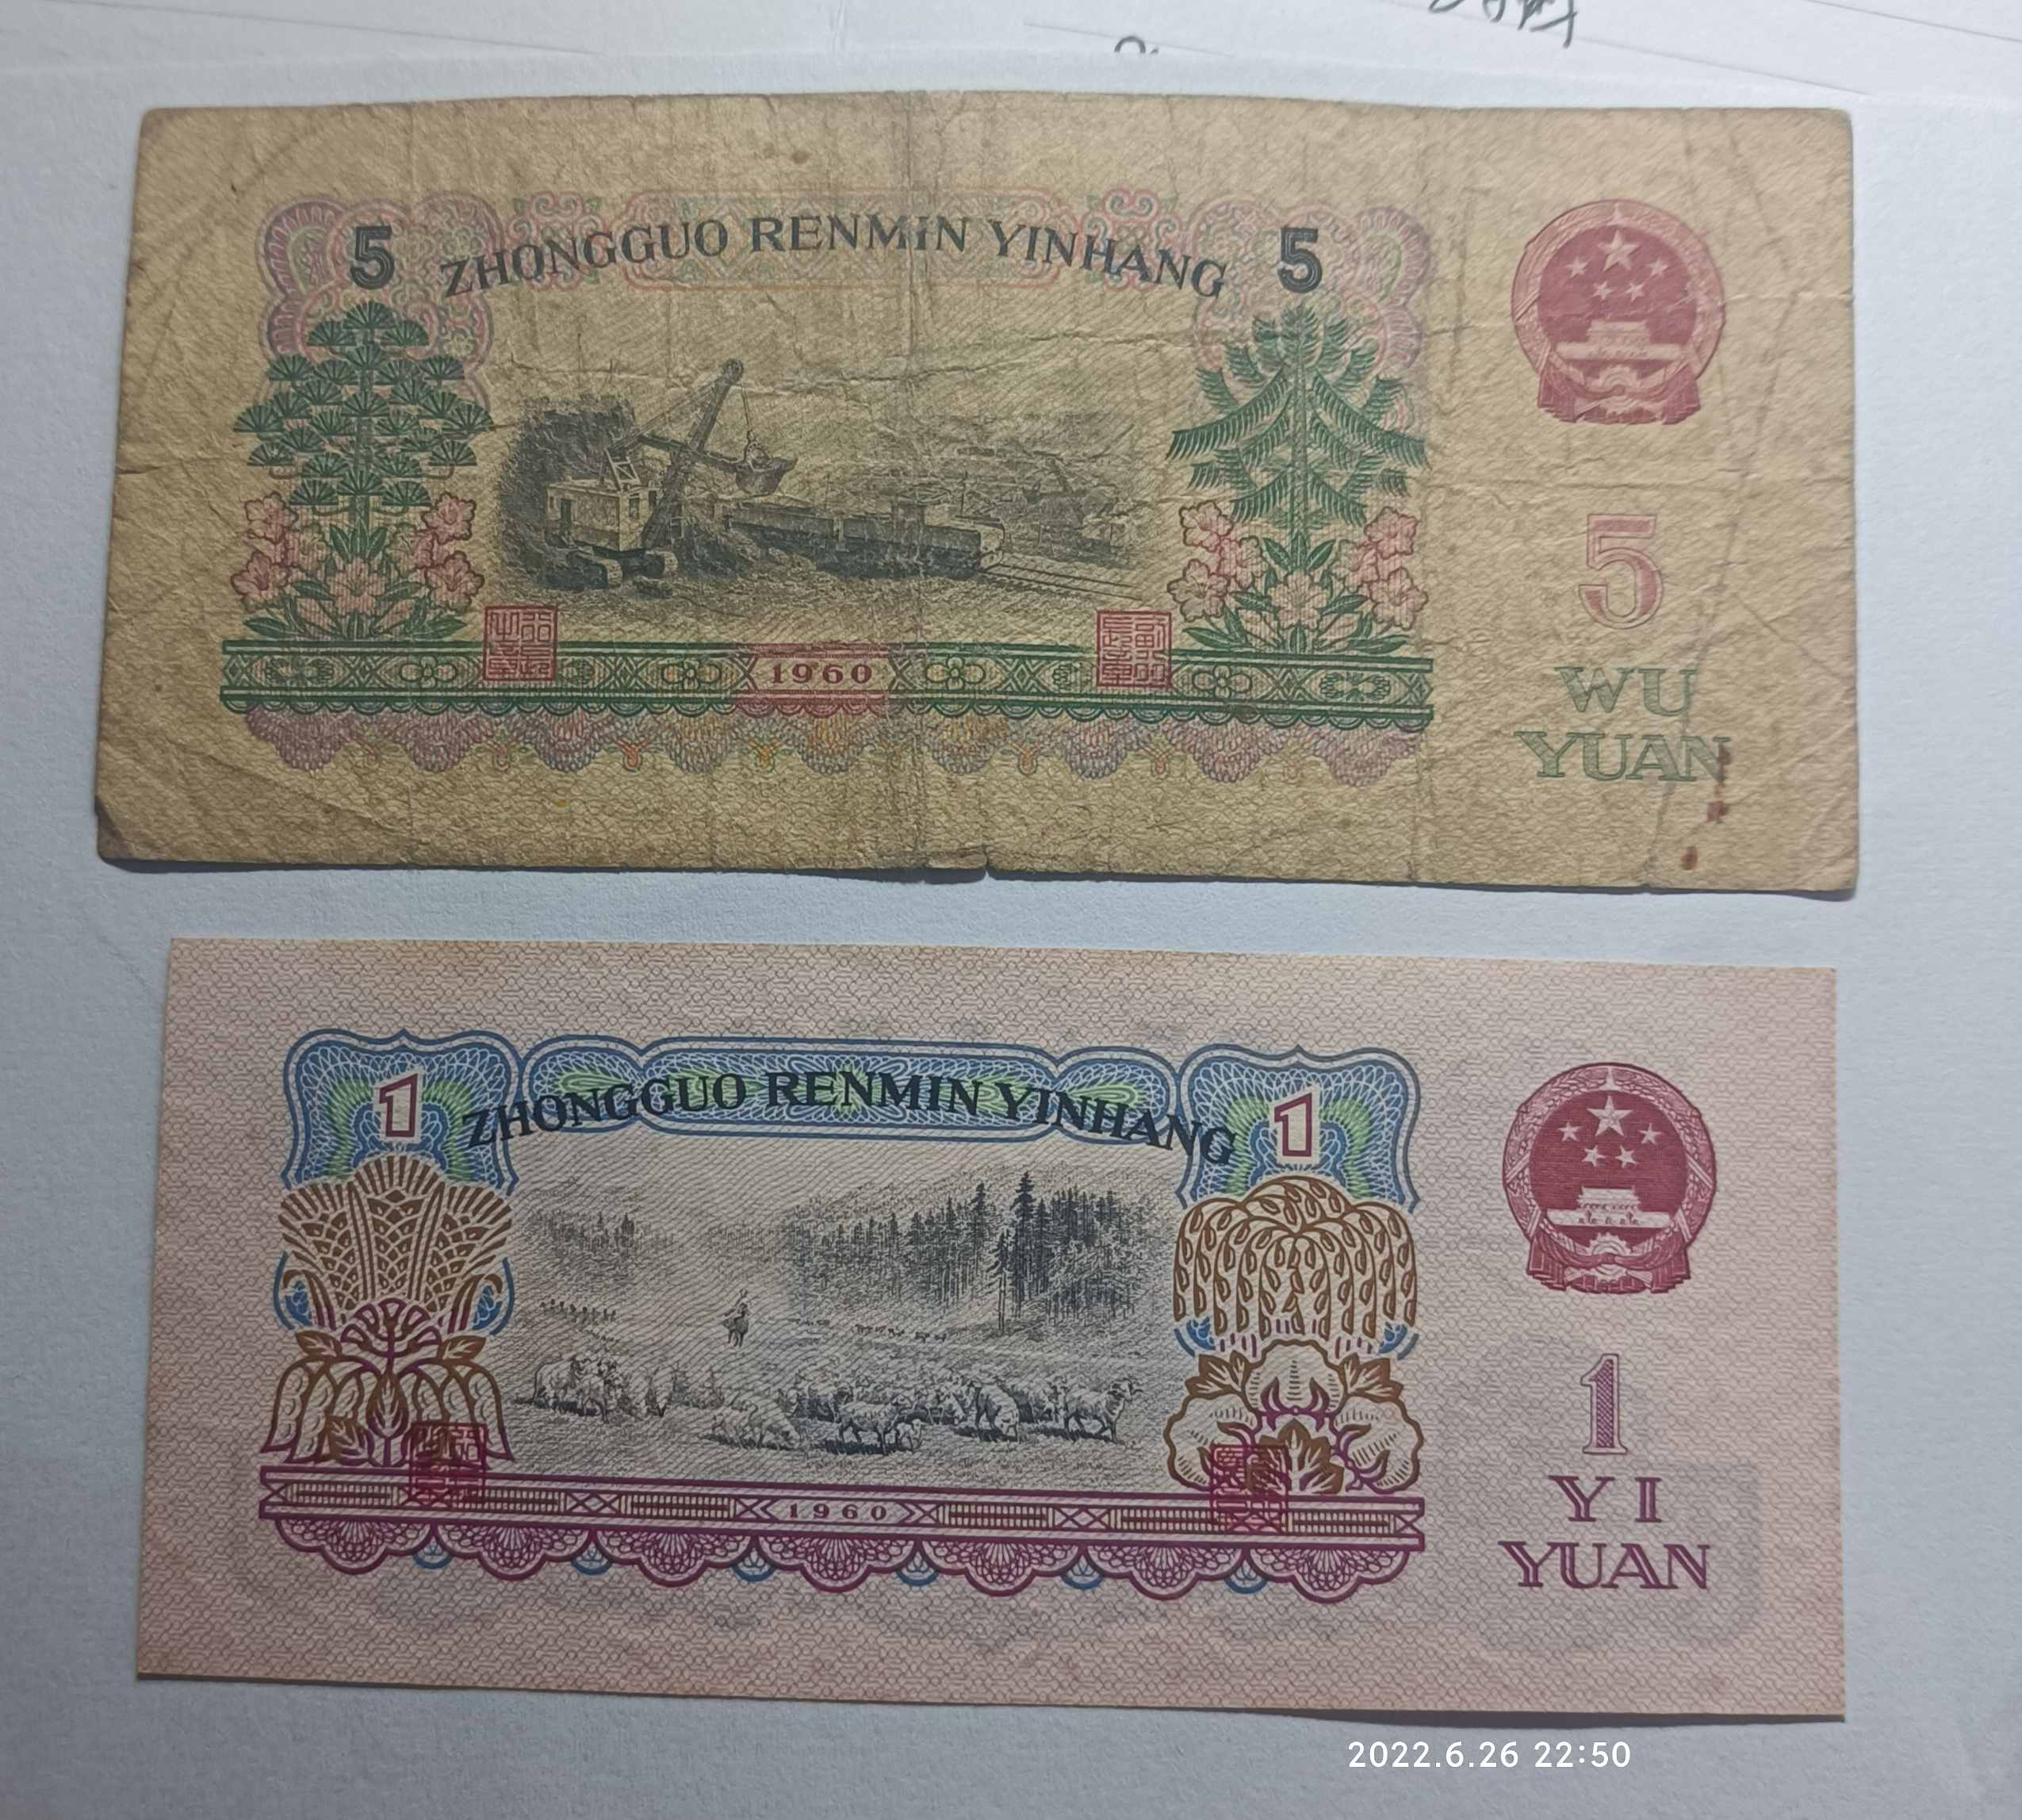 5 ZHONGGUO RENMIN YINHANG 5
5
WU
YUAN
1960
1 ZHONGGUO RENMIN YINHANG 1
1
YI
YUAN
1960
2022.6.26 22:50